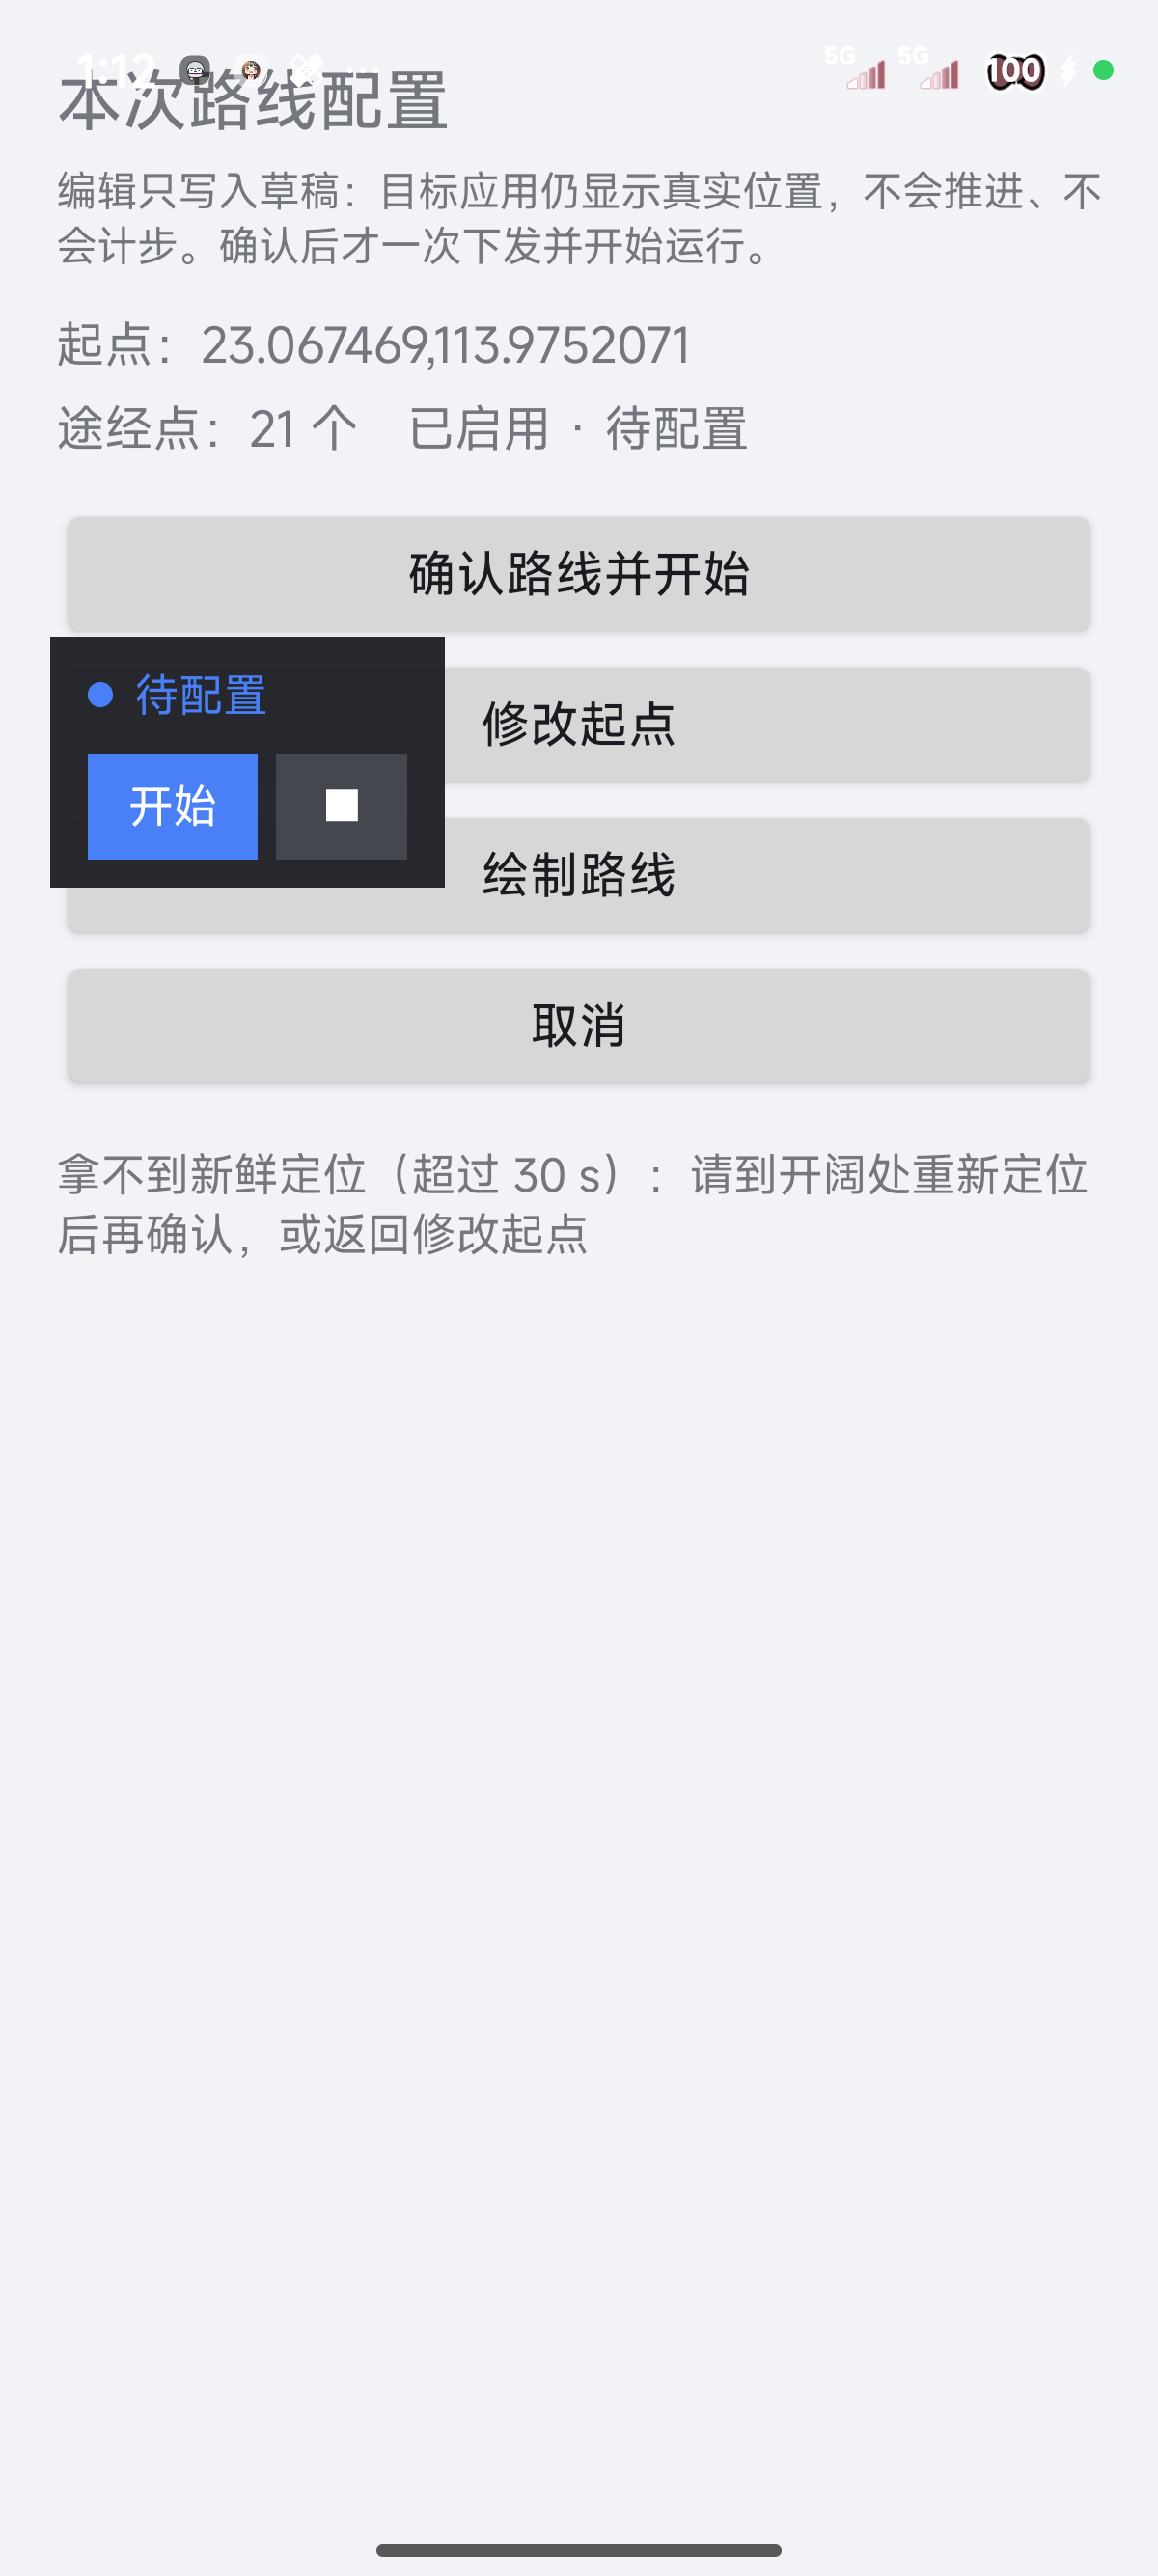 1:12
5G 5G 100
本次路线配置
编辑只写入草稿：目标应用仍显示真实位置，不会推进、不
会计步。确认后才一次下发并开始运行。
起点：23.067469,113.9752071
途经点：21 个 已启用 · 待配置
确认路线并开始
待配置
修改起点
开始
绘制路线
取消
拿不到新鲜定位（超过 30 s）：请到开阔处重新定位
后再确认，或返回修改起点